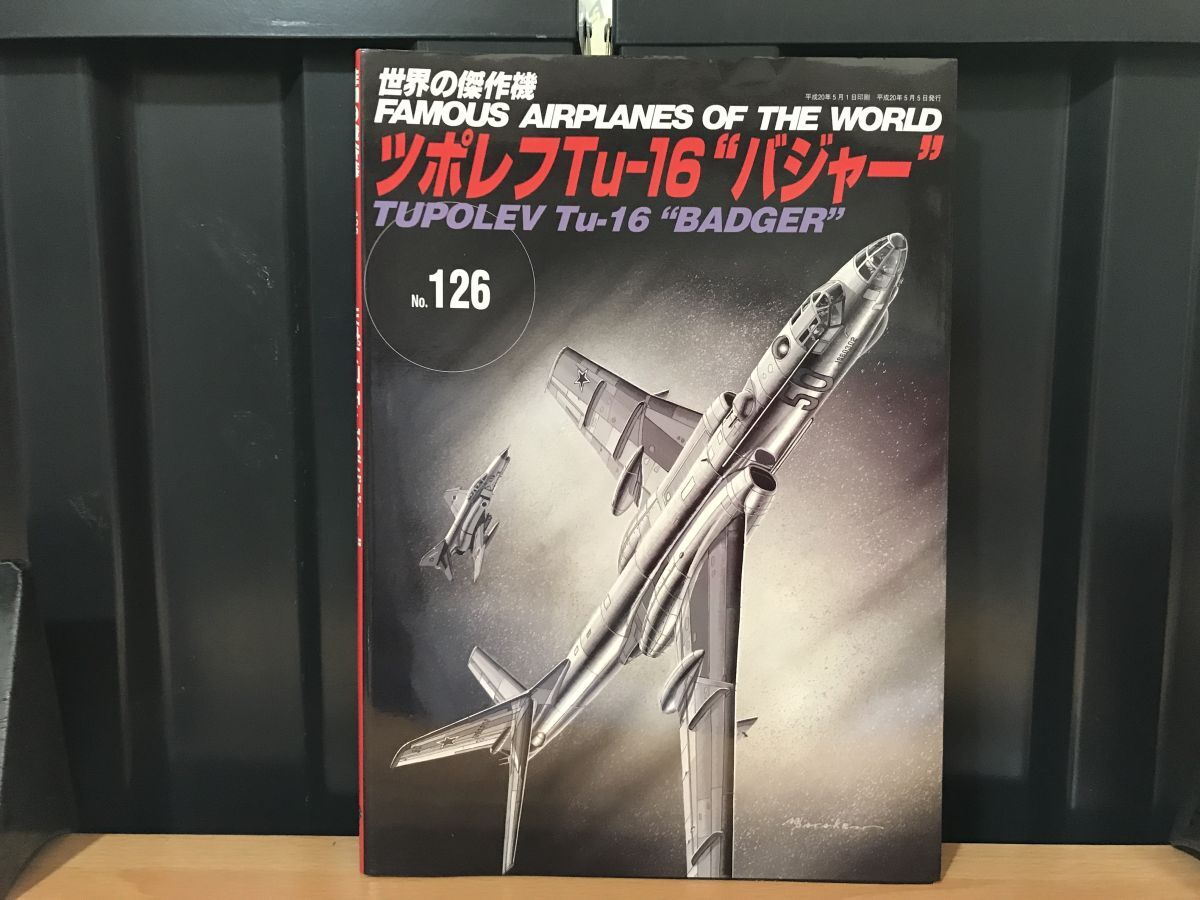 世界の傑作機
平成20年5月1日印刷 平成20年5月5日発行
FAMOUS AIRPLANES OF THE WORLD
ツポレフTu-16“バジャー”
TUPOLEV Tu-16 “BADGER”
No. 126
50